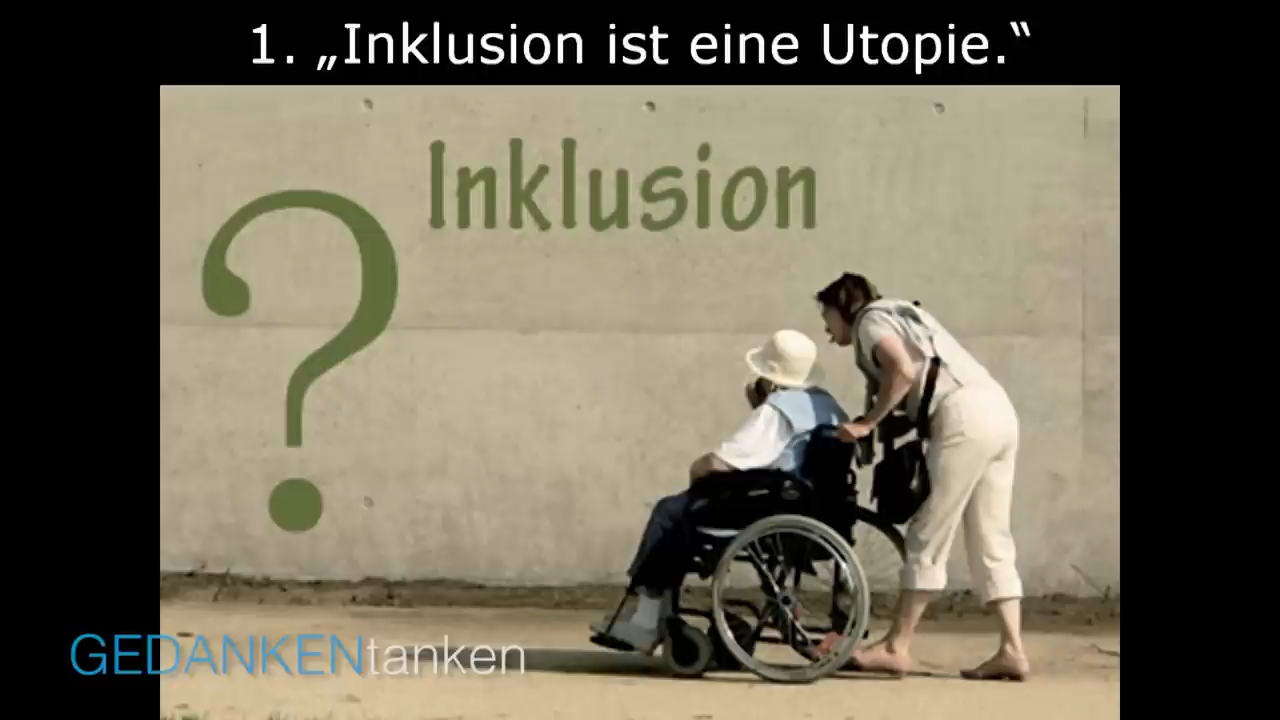 1. „Inklusion ist eine Utopie.“
Inklusion
?
GEDANKENtanken